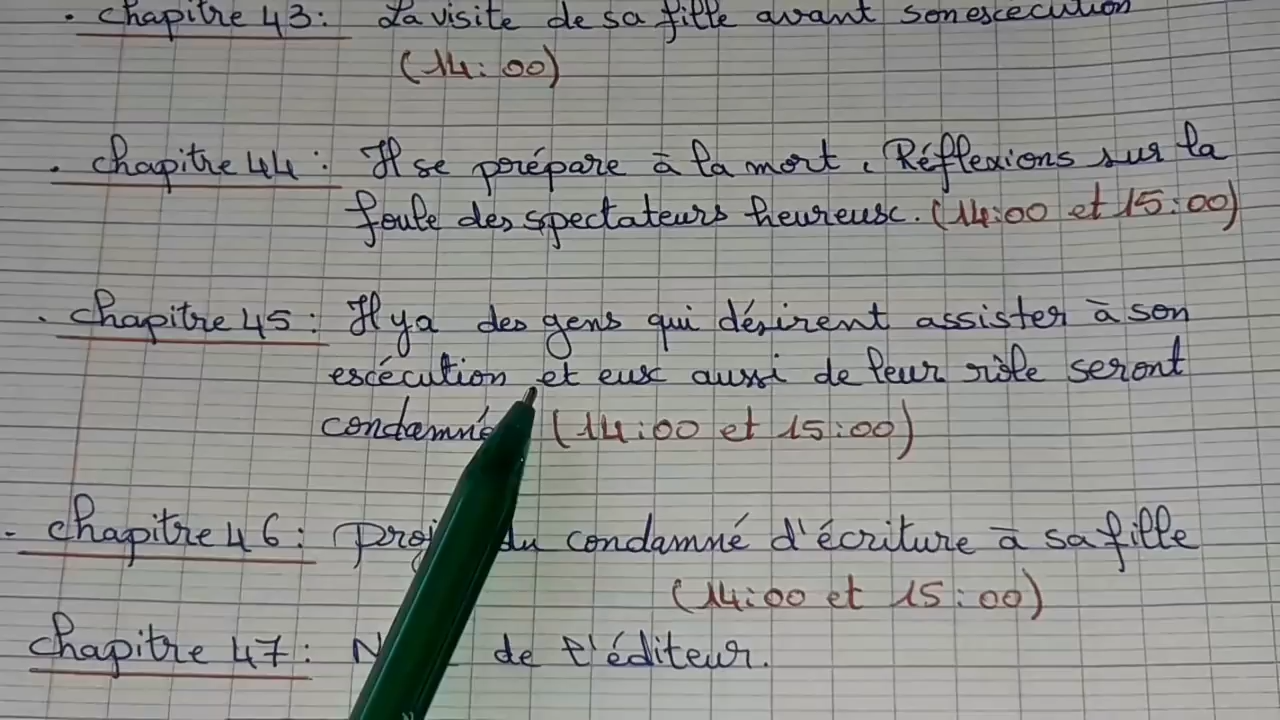 . chapitre 43: La visite de sa fille avant son escecution
(14:00)
. chapitre 44: Il se prépare à la mort. Réflexions sur la
foule des spectateurs heureuse. (14:00 et 15:00)
. chapitre 45: Il y a des gens qui désirent assister à son
escécution et eux aussi de leur rôle seront
condamné (14:00 et 15:00)
- chapitre 46: du condamné d'écriture à sa fille
(14:00 et 15:00)
chapitre 47: de l'éditeur.